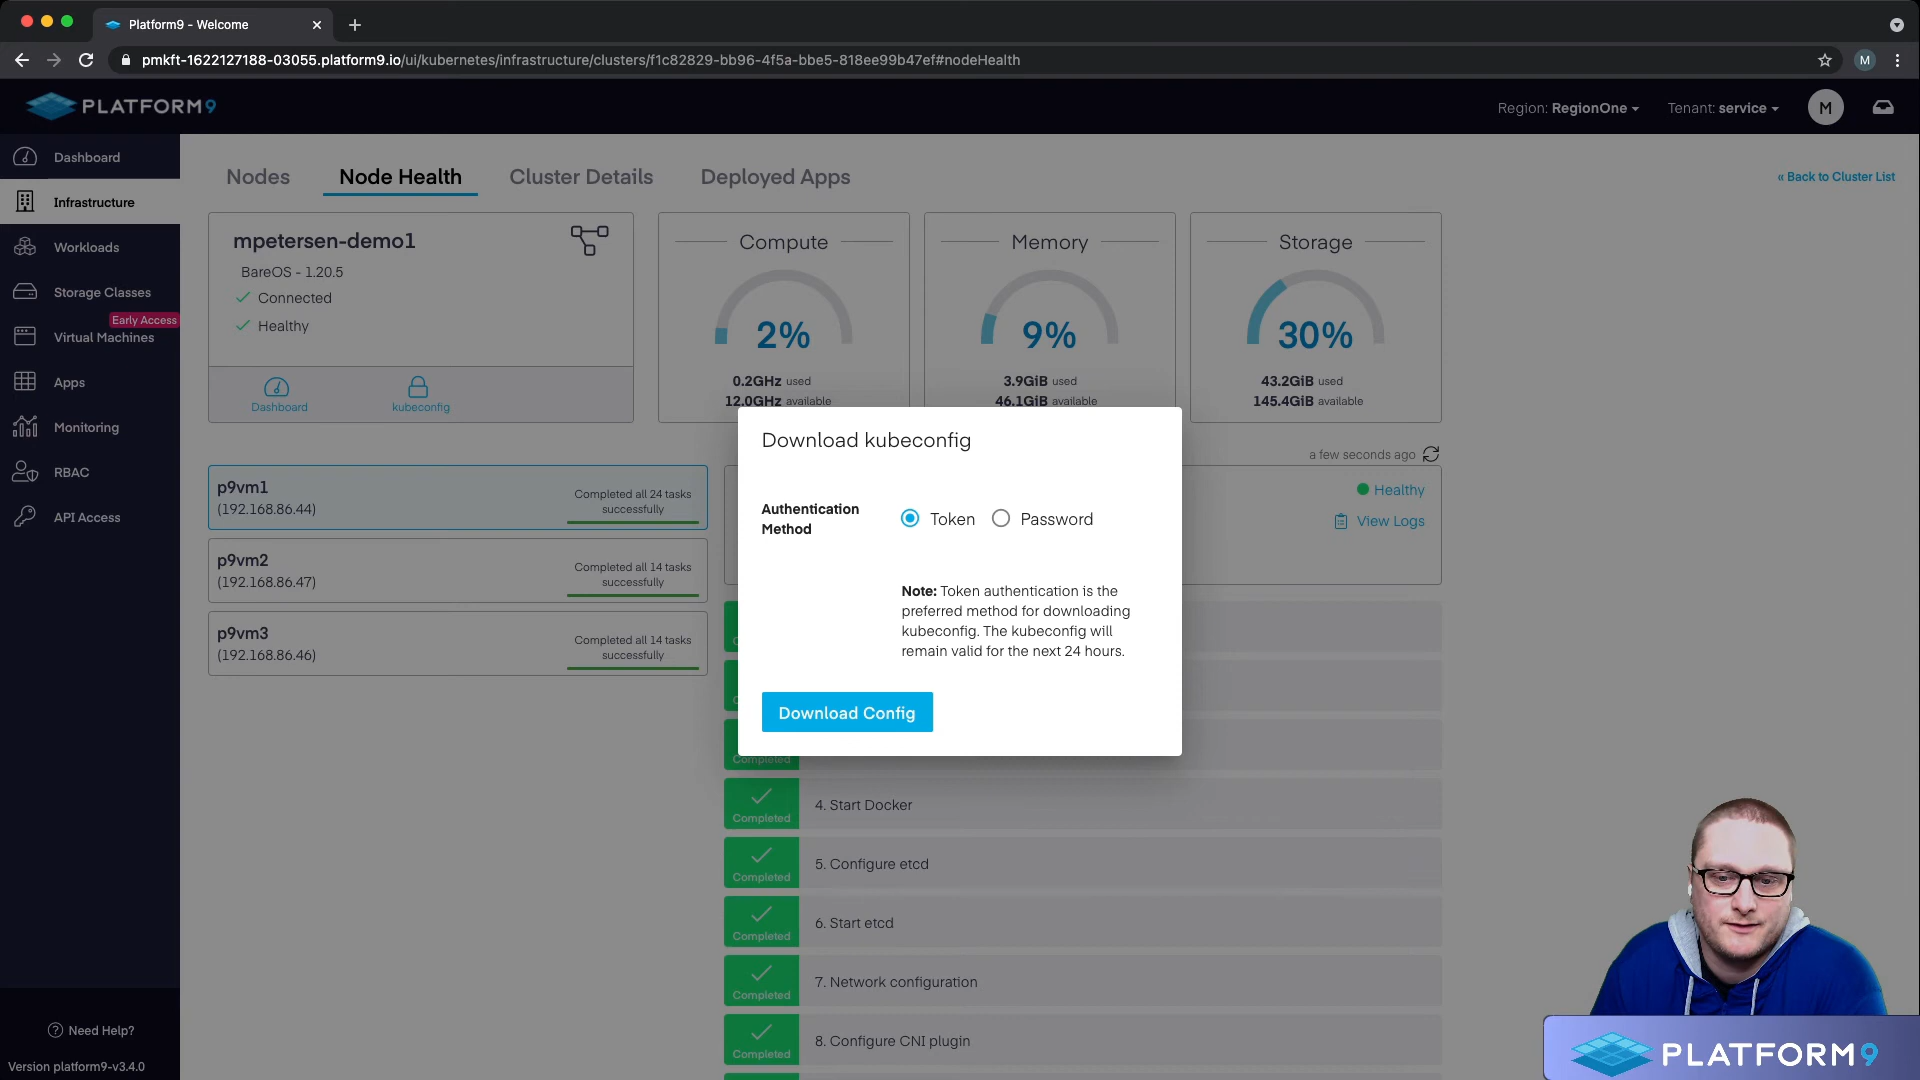 Platform9 - Welcome
pmkft-1622127188-03055.platform9.io/ui/kubernetes/infrastructure/clusters/f1c82829-bb96-4f5a-bbe5-818ee99b47ef#nodeHealth
M
PLATFORM9
Region: RegionOne
Tenant: service
M
Dashboard
Infrastructure
Workloads
Storage Classes
Early Access
Virtual Machines
Apps
Monitoring
RBAC
API Access
Need Help?
Version platform9-v3.4.0
Nodes
Node Health
Cluster Details
Deployed Apps
« Back to Cluster List
mpetersen-demo1
BareOS - 1.20.5
Connected
Healthy
Dashboard
kubeconfig
Compute
2%
0.2GHz used
12.0GHz available
Memory
9%
3.9GiB used
46.1GiB available
Storage
30%
43.2GiB used
145.4GiB available
a few seconds ago
p9vm1
(192.168.86.44)
Completed all 24 tasks
successfully
p9vm2
(192.168.86.47)
Completed all 14 tasks
successfully
p9vm3
(192.168.86.46)
Completed all 14 tasks
successfully
Healthy
View Logs
Download kubeconfig
Authentication
Method
Token
Password
Note: Token authentication is the
preferred method for downloading
kubeconfig. The kubeconfig will
remain valid for the next 24 hours.
Download Config
Completed
Completed
4. Start Docker
Completed
5. Configure etcd
Completed
6. Start etcd
Completed
7. Network configuration
Completed
8. Configure CNI plugin
Completed
PLATFORM9